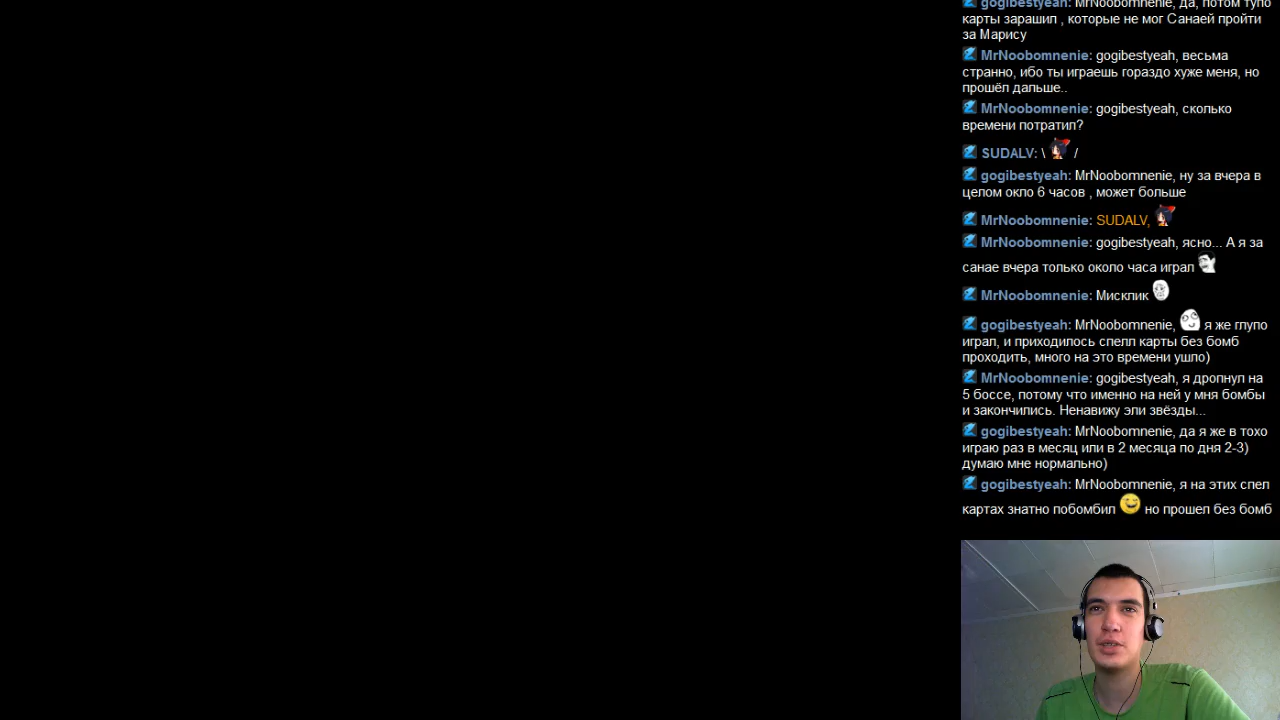 gogibestyeah: MrNoobomnenie, да, потом тупо
карты зарашил , которые не мог Санаей пройти
за Марису
MrNoobomnenie: gogibestyeah, весьма
странно, ибо ты играешь гораздо хуже меня, но
прошёл дальше..
MrNoobomnenie: gogibestyeah, сколько
времени потратил?
SUDALV: \ /
gogibestyeah: MrNoobomnenie, ну за вчера в
целом окло 6 часов , может больше
MrNoobomnenie: SUDALV,
MrNoobomnenie: gogibestyeah, ясно... А я за
санае вчера только около часа играл
MrNoobomnenie: Мисклик
gogibestyeah: MrNoobomnenie, я же глупо
играл, и приходилось спелл карты без бомб
проходить, много на это времени ушло)
MrNoobomnenie: gogibestyeah, я дропнул на
5 боссе, потому что именно на ней у мня бомбы
и закончились. Ненавижу эли звёзды...
gogibestyeah: MrNoobomnenie, да я же в тохо
играю раз в месяц или в 2 месяца по дня 2-3)
думаю мне нормально)
gogibestyeah: MrNoobomnenie, я на этих спел
картах знатно побомбил но прошел без бомб